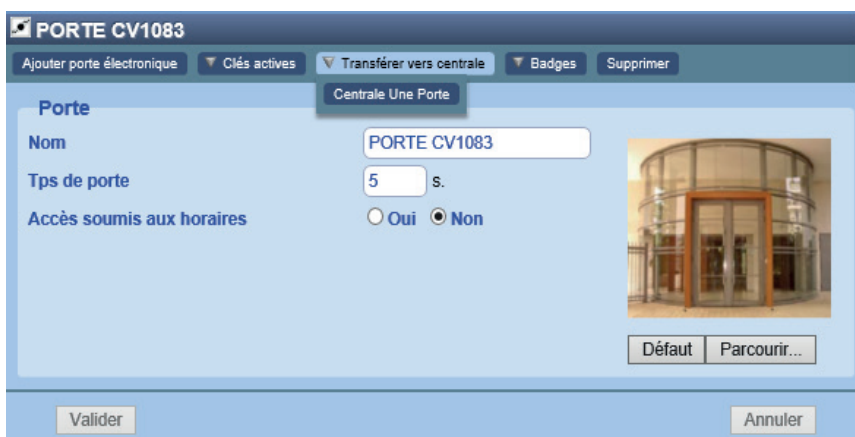 PORTE CV1083
Ajouter porte électronique Clés actives Transférer vers centrale Badges Supprimer
Centrale Une Porte
Porte
Nom PORTE CV1083
Tps de porte 5 s.
Accès soumis aux horaires Oui Non
Défaut Parcourir...
Valider Annuler